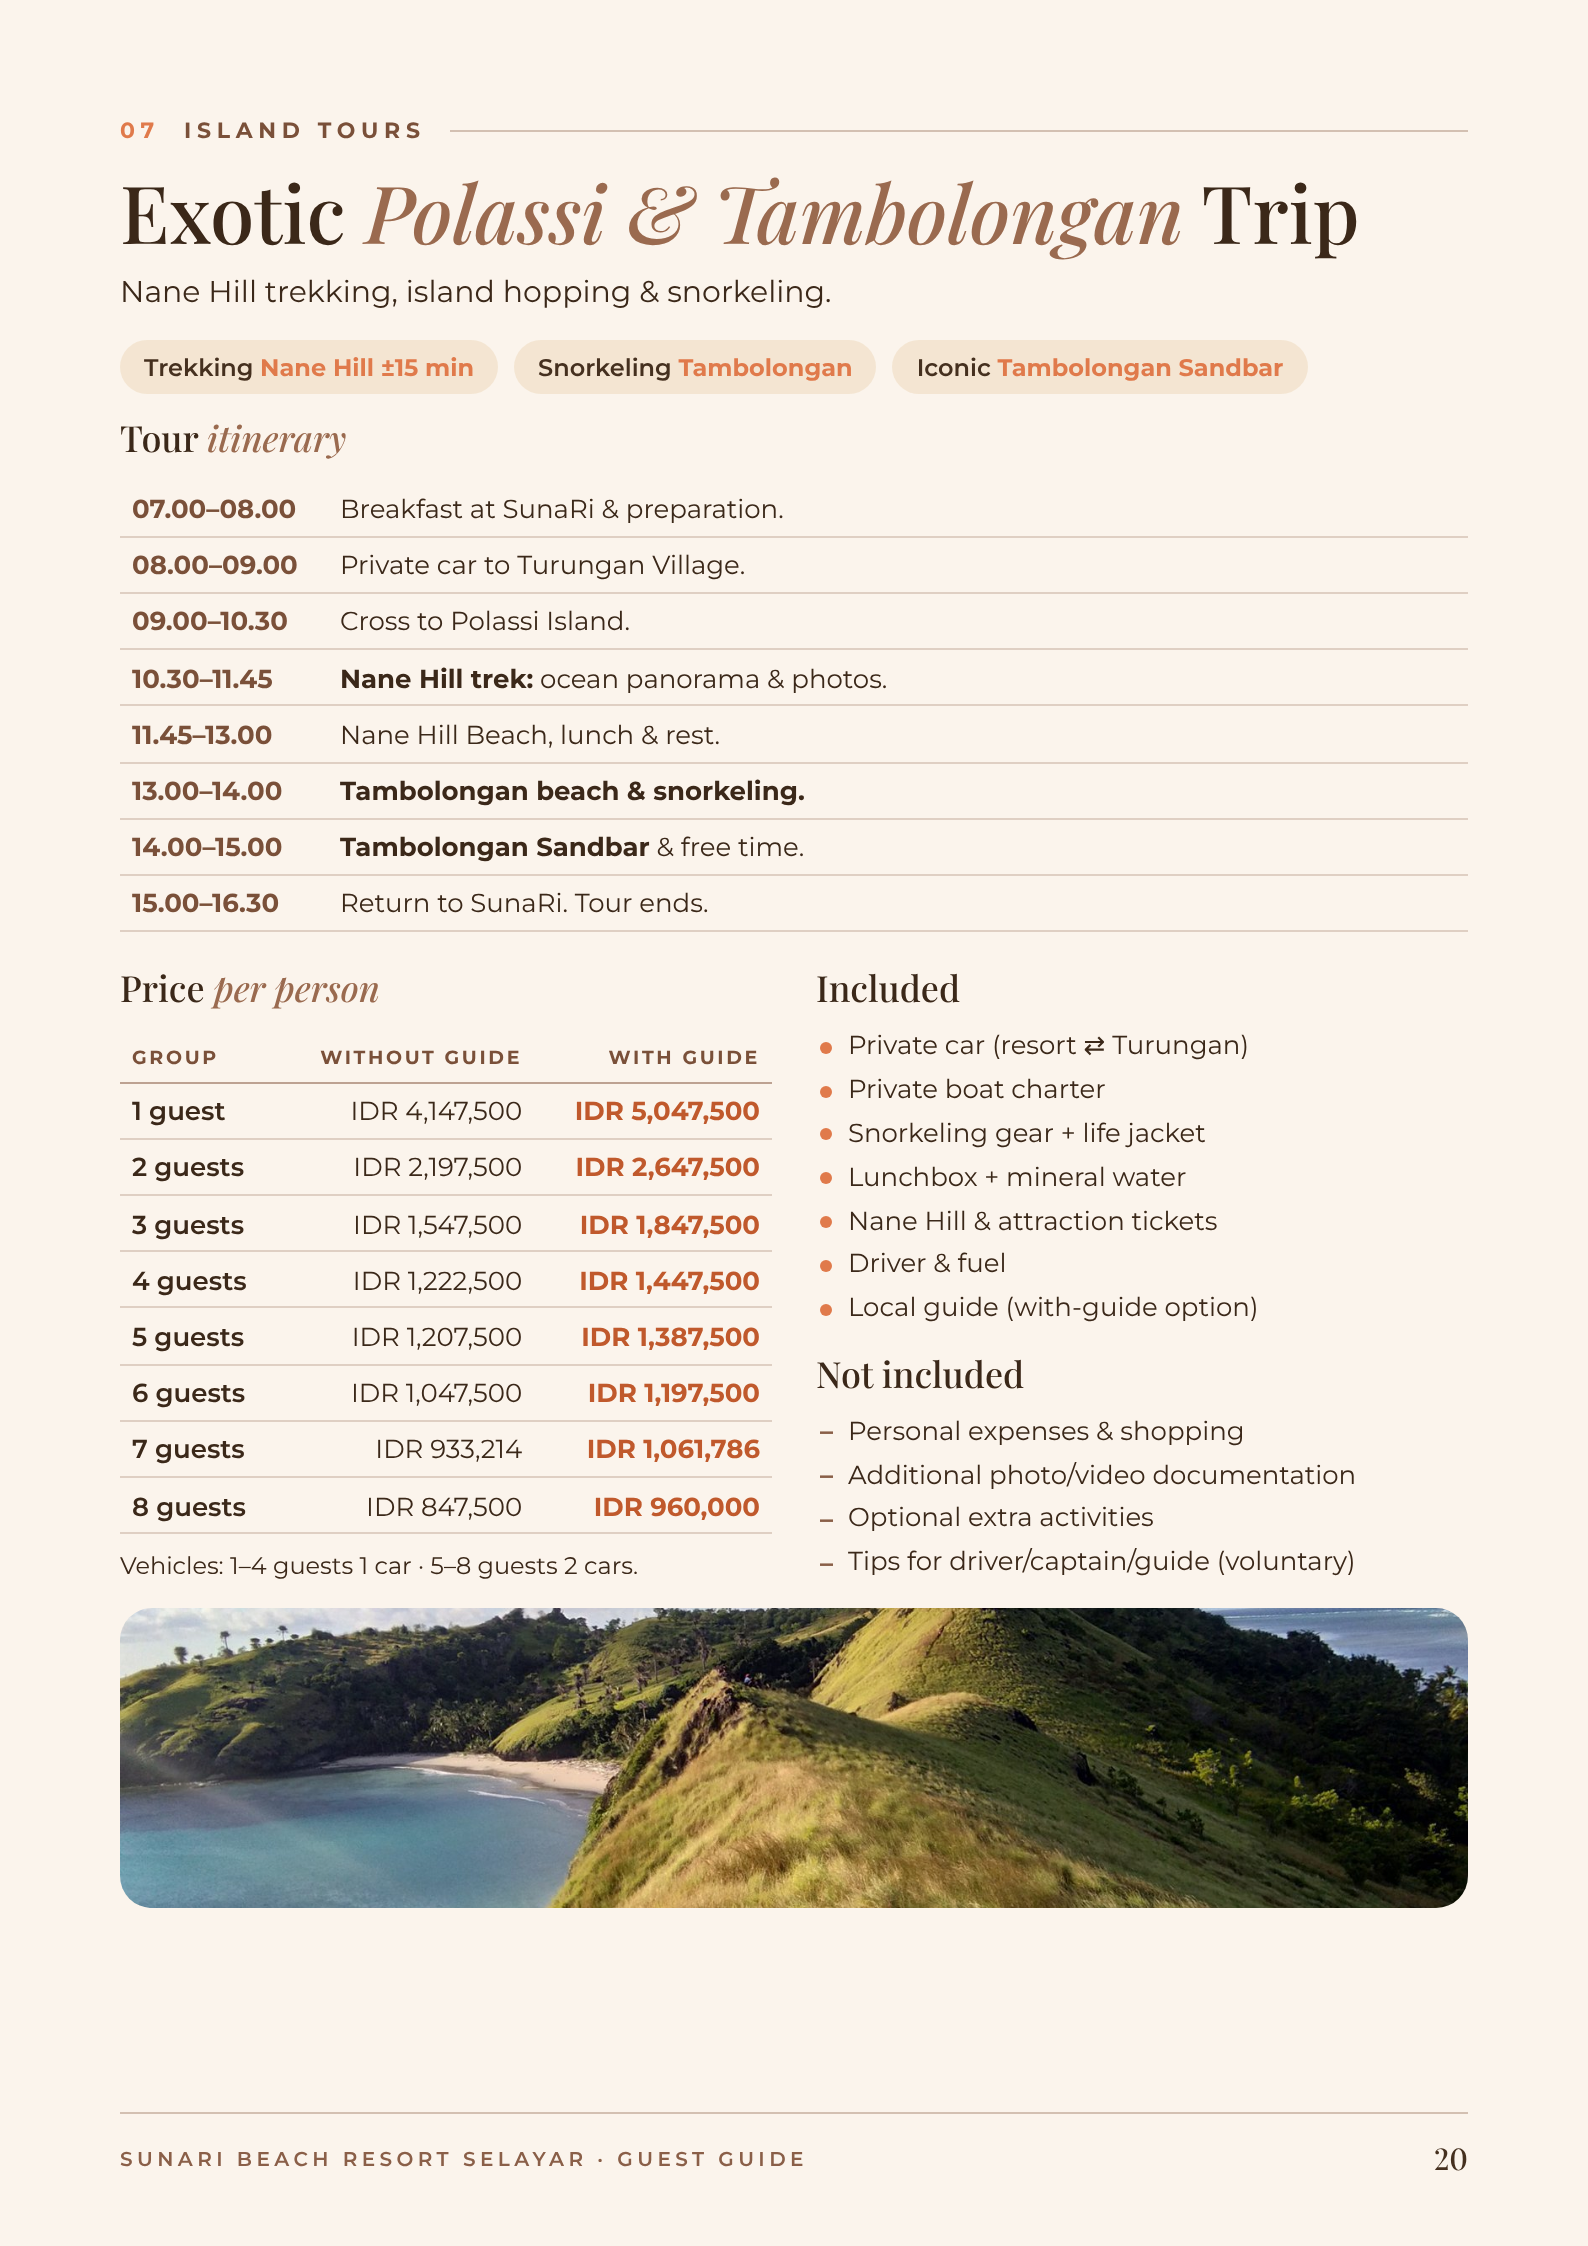 07 ISLAND TOURS
Exotic Polassi & Tambolongan Trip
Nane Hill trekking, island hopping & snorkeling.
Trekking Nane Hill ±15 min
Snorkeling Tambolongan
Iconic Tambolongan Sandbar
Tour itinerary
07.00–08.00 Breakfast at SunaRi & preparation.
08.00–09.00 Private car to Turungan Village.
09.00–10.30 Cross to Polassi Island.
10.30–11.45 Nane Hill trek: ocean panorama & photos.
11.45–13.00 Nane Hill Beach, lunch & rest.
13.00–14.00 Tambolongan beach & snorkeling.
14.00–15.00 Tambolongan Sandbar & free time.
15.00–16.30 Return to SunaRi. Tour ends.
Price per person
GROUP WITHOUT GUIDE WITH GUIDE
1 guest IDR 4,147,500 IDR 5,047,500
2 guests IDR 2,197,500 IDR 2,647,500
3 guests IDR 1,547,500 IDR 1,847,500
4 guests IDR 1,222,500 IDR 1,447,500
5 guests IDR 1,207,500 IDR 1,387,500
6 guests IDR 1,047,500 IDR 1,197,500
7 guests IDR 933,214 IDR 1,061,786
8 guests IDR 847,500 IDR 960,000
Vehicles: 1–4 guests 1 car · 5–8 guests 2 cars.
Included
Private car (resort ⇄ Turungan)
Private boat charter
Snorkeling gear + life jacket
Lunchbox + mineral water
Nane Hill & attraction tickets
Driver & fuel
Local guide (with-guide option)
Not included
– Personal expenses & shopping
– Additional photo/video documentation
– Optional extra activities
– Tips for driver/captain/guide (voluntary)
SUNARI BEACH RESORT SELAYAR · GUEST GUIDE
20